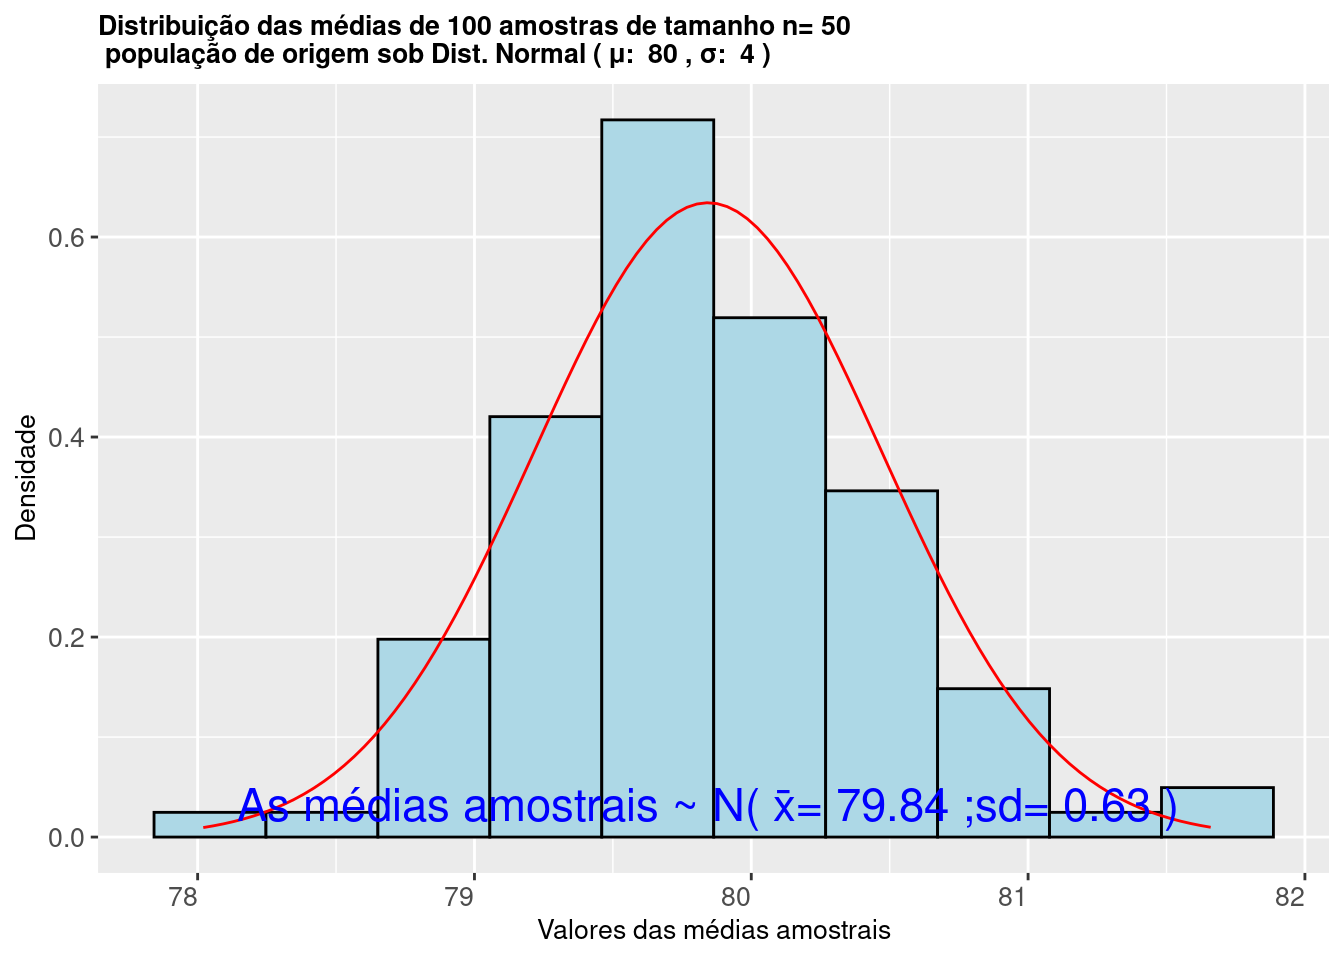 Distribuição das médias de 100 amostras de tamanho n= 50
população de origem sob Dist. Normal ( μ:  80 , σ:  4 )
Densidade
0.6
0.4
0.2
0.0
As médias amostrais ~ N( x̄= 79.84 ;sd= 0.63 )
78 79 80 81 82
Valores das médias amostrais